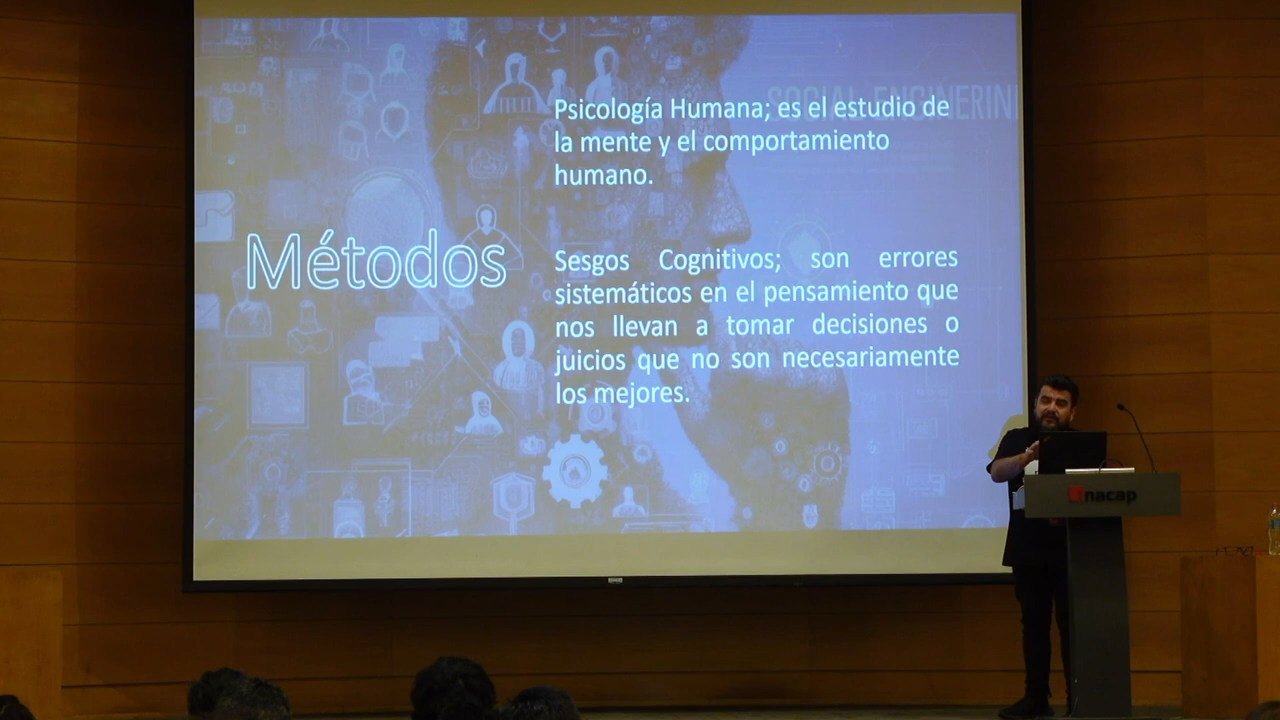 SOCIAL ENGINERIN
Psicología Humana; es el estudio de
la mente y el comportamiento
humano.
Métodos
Sesgos Cognitivos; son errores
sistemáticos en el pensamiento que
nos llevan a tomar decisiones o
juicios que no son necesariamente
los mejores.
inacap